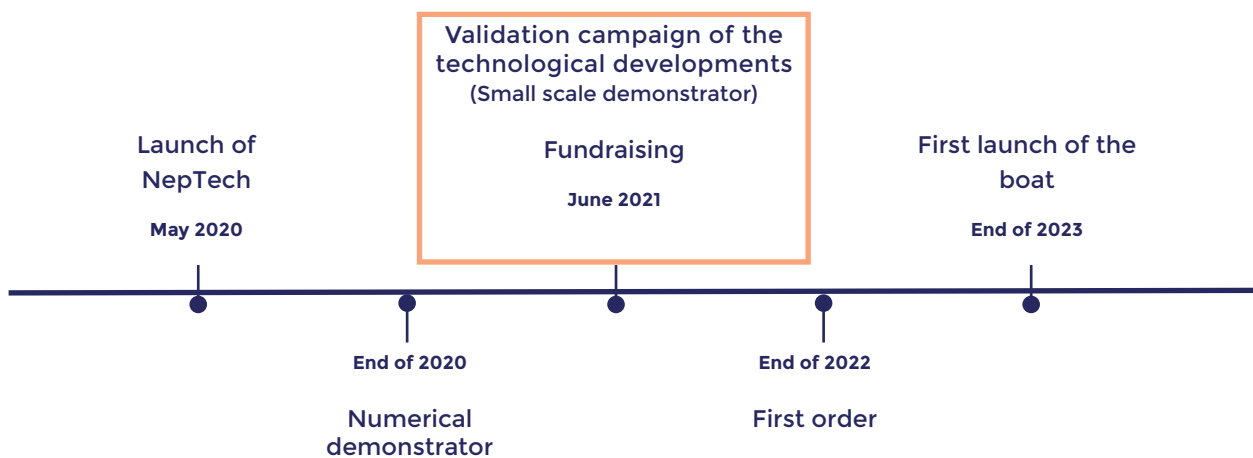 Launch of
NepTech
May 2020
End of 2020
Numerical
demonstrator
Validation campaign of the
technological developments
(Small scale demonstrator)
Fundraising
June 2021
End of 2022
First order
First launch of the
boat
End of 2023